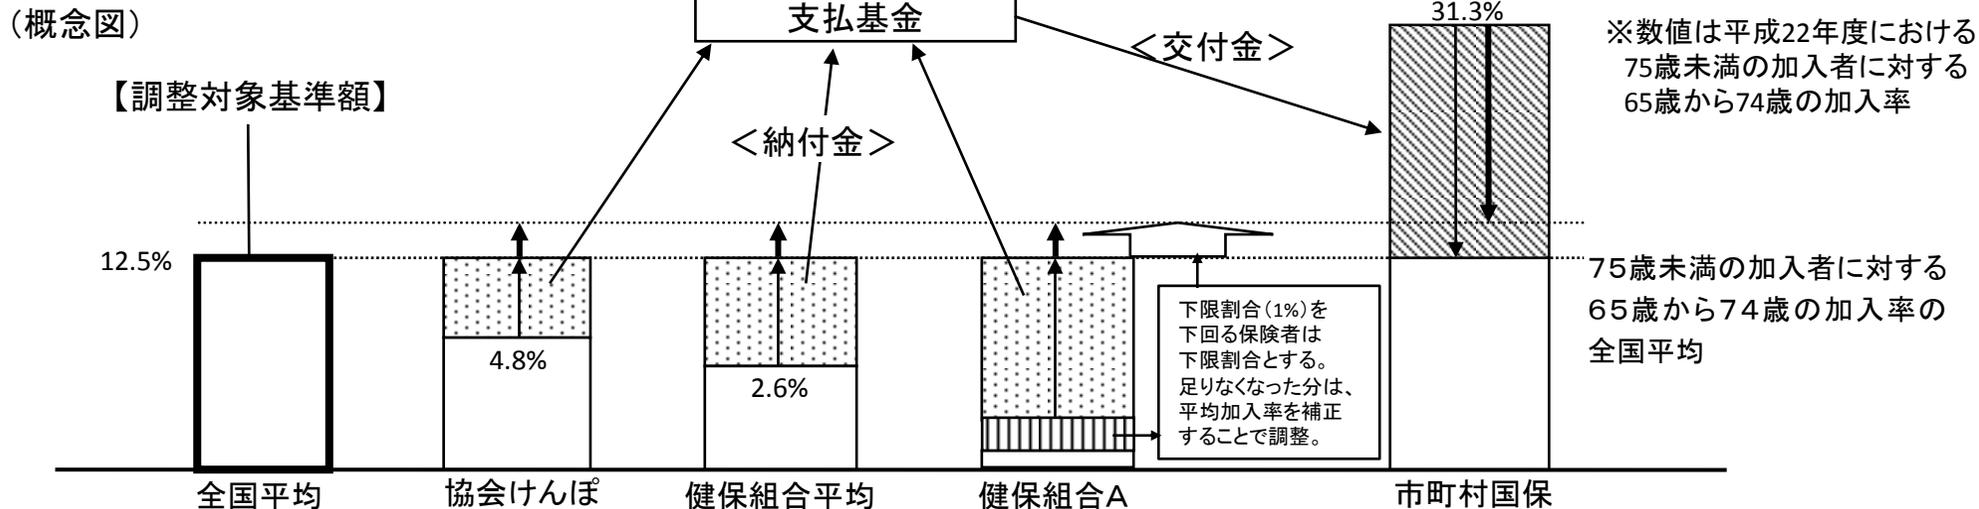 （概念図）
支払基金
31.3%
＜交付金＞
※数値は平成22年度における
75歳未満の加入者に対する
65歳から74歳の加入率
【調整対象基準額】
＜納付金＞
12.5%
4.8%
2.6%
下限割合（1%）を
下回る保険者は
下限割合とする。
足りなくなった分は、
平均加入率を補正
することで調整。
７５歳未満の加入者に対する
６５歳から７４歳の加入率の
全国平均
全国平均
協会けんぽ
健保組合平均
健保組合Ａ
市町村国保